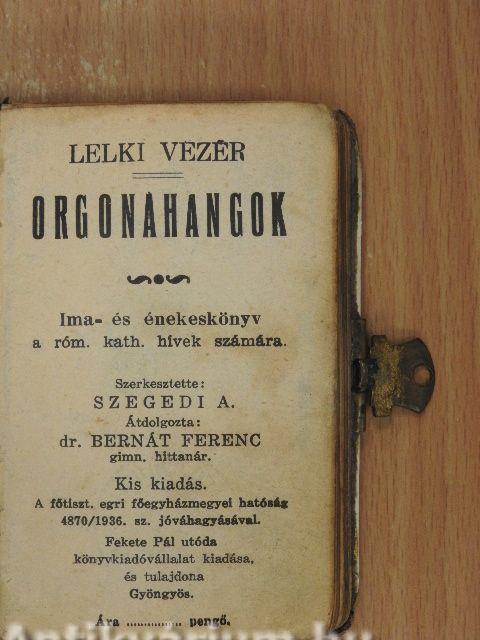 LELKI VEZÉR
ORGONAHANGOK
Ima- és énekeskönyv
a róm. kath. hívek számára.
Szerkesztette:
SZEGEDI A.
Átdolgozta:
dr. BERNÁT FERENC
gimn. hittanár.
Kis kiadás.
A főtiszt. egri főegyházmegyei hatóság
4870/1936. sz. jóváhagyásával.
Fekete Pál utóda
könyvkiadóvállalat kiadása,
és tulajdona
Gyöngyös.
Ára .............. pengő.